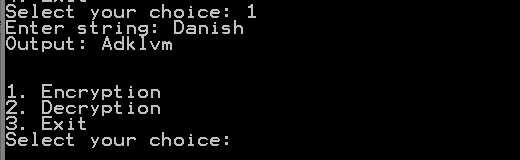 Select your choice: 1
Enter string: Danish
Output: Adklvm
1. Encryption
2. Decryption
3. Exit
Select your choice: